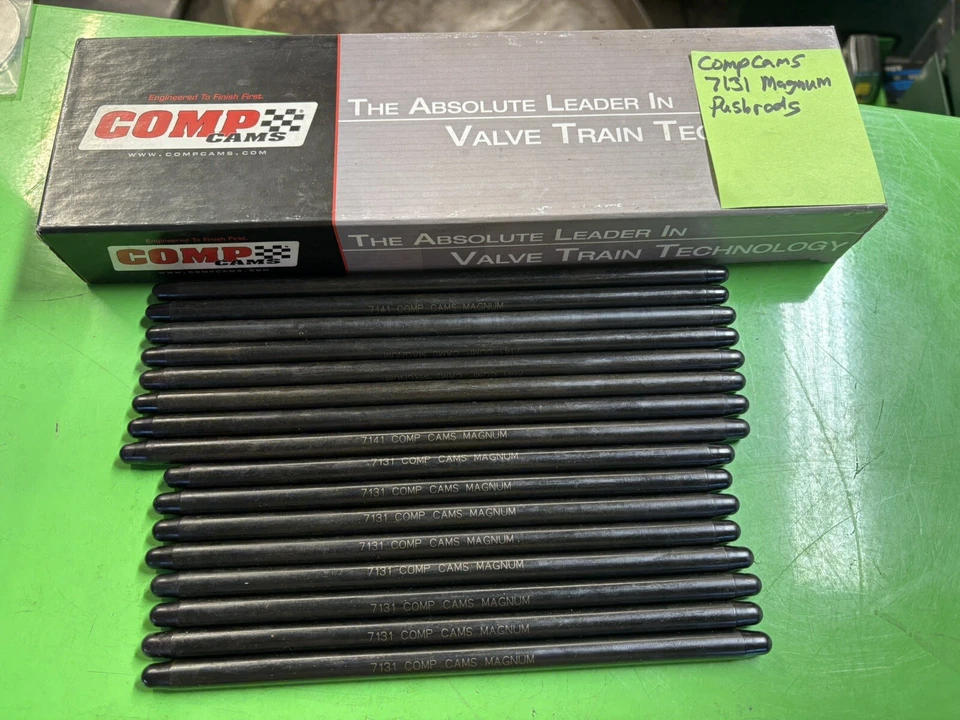 Engineered To Finish First.
COMP
CAMS
WWW.COMPCAMS.COM
THE ABSOLUTE LEADER IN
VALVE TRAIN TEC
CompCams
7131 Magnum
Pushrods
Engineered To Finish First.
COMP
CAMS
WWW.COMPCAMS.COM
THE ABSOLUTE LEADER IN
VALVE TRAIN TECHNOLOGY
7141 COMP CAMS MAGNUM
7141 COMP CAMS MAGNUM
7131 COMP CAMS MAGNUM
7131 COMP CAMS MAGNUM
7131 COMP CAMS MAGNUM
7131 COMP CAMS MAGNUM
7131 COMP CAMS MAGNUM
7131 COMP CAMS MAGNUM
7131 COMP CAMS MAGNUM
7131 COMP CAMS MAGNUM